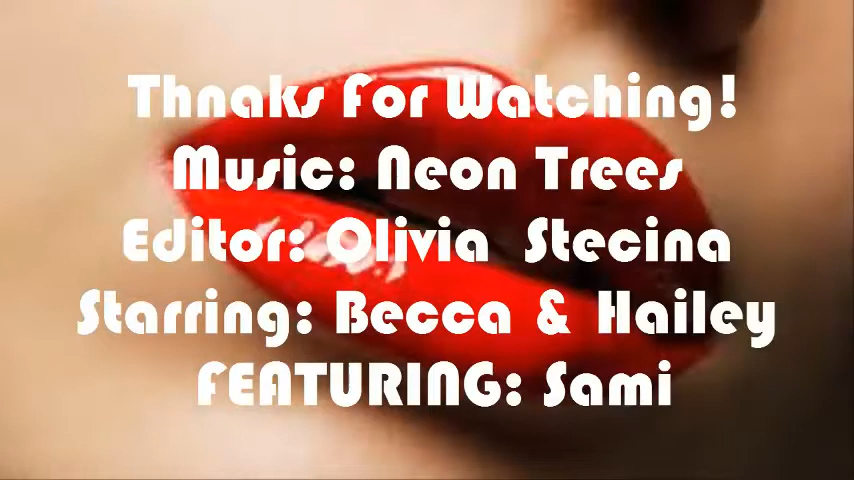 Thnaks For Watching!
Music: Neon Trees
Editor: Olivia Stecina
Starring: Becca & Hailey
FEATURING: Sami